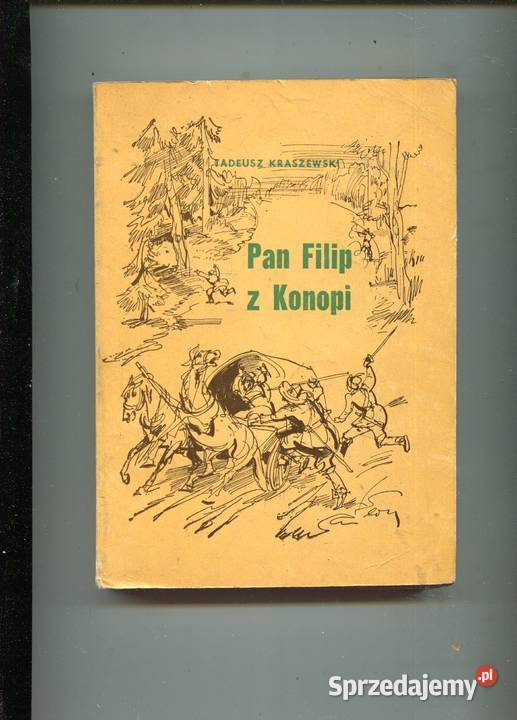 TADEUSZ KRASZEWSKI
Pan Filip
z Konopi
Sprzedajemy.pl